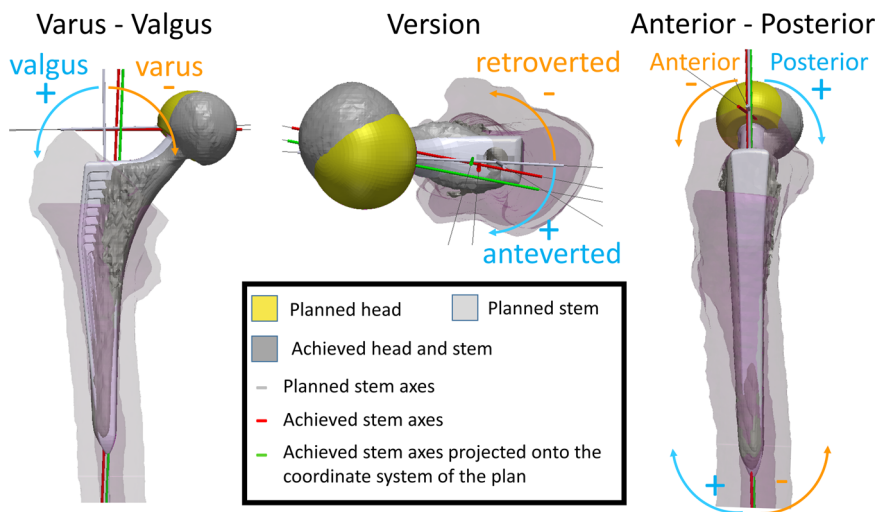 Varus - Valgus
valgus
+
varus
-
Version
retroverted
-
+
anteverted
Anterior - Posterior
Anterior
-
Posterior
+
+
-
Planned head
Planned stem
Achieved head and stem
Planned stem axes
Achieved stem axes
Achieved stem axes projected onto the
coordinate system of the plan